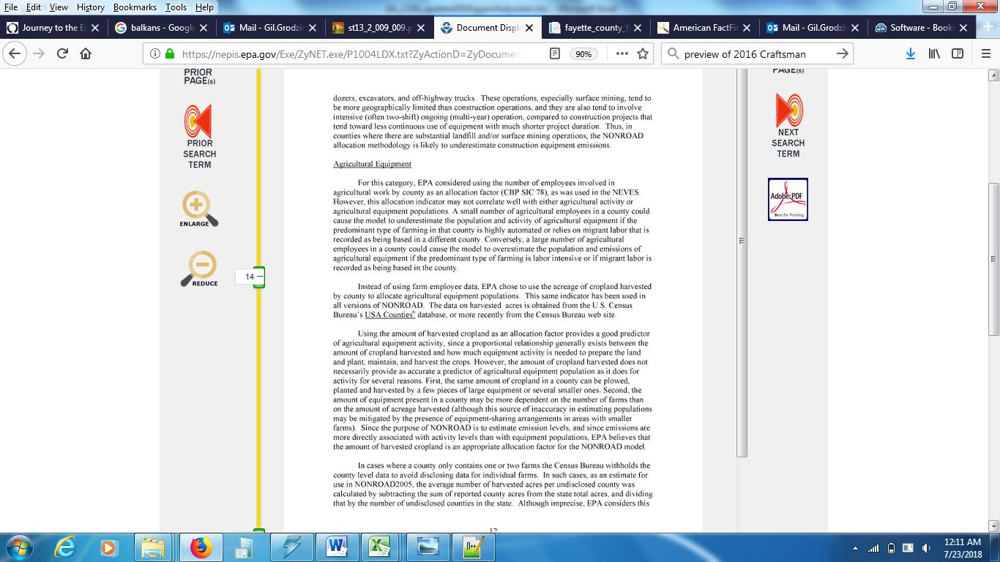 File Edit View History Bookmarks Tools Help
Journey to the E
balkans - Google
Mail - Gil.Grodzin
st13_2_009_009.p
Document Displa
fayette_county_f
American FactFin
Mail - Gil.Grodzin
Software - Books
https://nepis.epa.gov/Exe/ZyNET.exe/P1004LDX.txt?ZyActionD=ZyDocumen
90%
preview of 2016 Craftsman
PRIOR
PAGE(s)
PRIOR
SEARCH
TERM
ENLARGE
REDUCE
14
dozers, excavators, and off-highway trucks. These operations, especially surface mining, tend to
be more geographically limited than construction operations, and they are also tend to involve
intensive (often two-shift) ongoing (multi-year) operation, compared to construction projects that
tend toward less continuous use of equipment with much shorter project duration. Thus, in
counties where there are substantial landfill and/or surface mining operations, the NONROAD
allocation methodology is likely to underestimate construction equipment emissions.
Agricultural Equipment
For this category, EPA considered using the number of employees involved in
agricultural work by county as an allocation factor (CBP SIC 78), as was used in the NEVES.
However, this allocation indicator may not correlate well with either agricultural activity or
agricultural equipment populations. A small number of agricultural employees in a county could
cause the model to underestimate the population and activity of agricultural equipment if the
predominant type of farming in that county is highly automated or relies on migrant labor that is
recorded as being based in a different county. Conversely, a large number of agricultural
employees in a county could cause the model to overestimate the population and emissions of
agricultural equipment if the predominant type of farming is labor intensive or if migrant labor is
recorded as being based in the county.
Instead of using farm employee data, EPA chose to use the acreage of cropland harvested
by county to allocate agricultural equipment populations. This same indicator has been used in
all versions of NONROAD. The data on harvested acres is obtained from the U.S. Census
Bureau's USA Counties database, or more recently from the Census Bureau web site.
Using the amount of harvested cropland as an allocation factor provides a good predictor
of agricultural equipment activity, since a proportional relationship generally exists between the
amount of cropland harvested and how much equipment activity is needed to prepare the land
and plant, maintain, and harvest the crops. However, the amount of cropland harvested does not
necessarily provide as accurate a predictor of agricultural equipment population as it does for
activity for several reasons. First, the same amount of cropland in a county can be plowed,
planted and harvested by a few pieces of large equipment or several smaller ones. Second, the
amount of equipment present in a county may be more dependent on the number of farms than
on the amount of acreage harvested (although this source of inaccuracy in estimating populations
may be mitigated by the presence of equipment-sharing arrangements in areas with smaller
farms). Since the purpose of NONROAD is to estimate emission levels, and since emissions are
more directly associated with activity levels than with equipment populations, EPA believes that
the amount of harvested cropland is an appropriate allocation factor for the NONROAD model.
In cases where a county only contains one or two farms the Census Bureau withholds the
county level data to avoid disclosing data for individual farms. In such cases, as an estimate for
use in NONROAD2005, the average number of harvested acres per undisclosed county was
calculated by subtracting the sum of reported county acres from the state total acres, and dividing
that by the number of undisclosed counties in the state. Although imprecise, EPA considers this
12
PAGE(s)
NEXT
SEARCH
TERM
Adobe PDF
Best for Printing
12:11 AM
7/23/2018